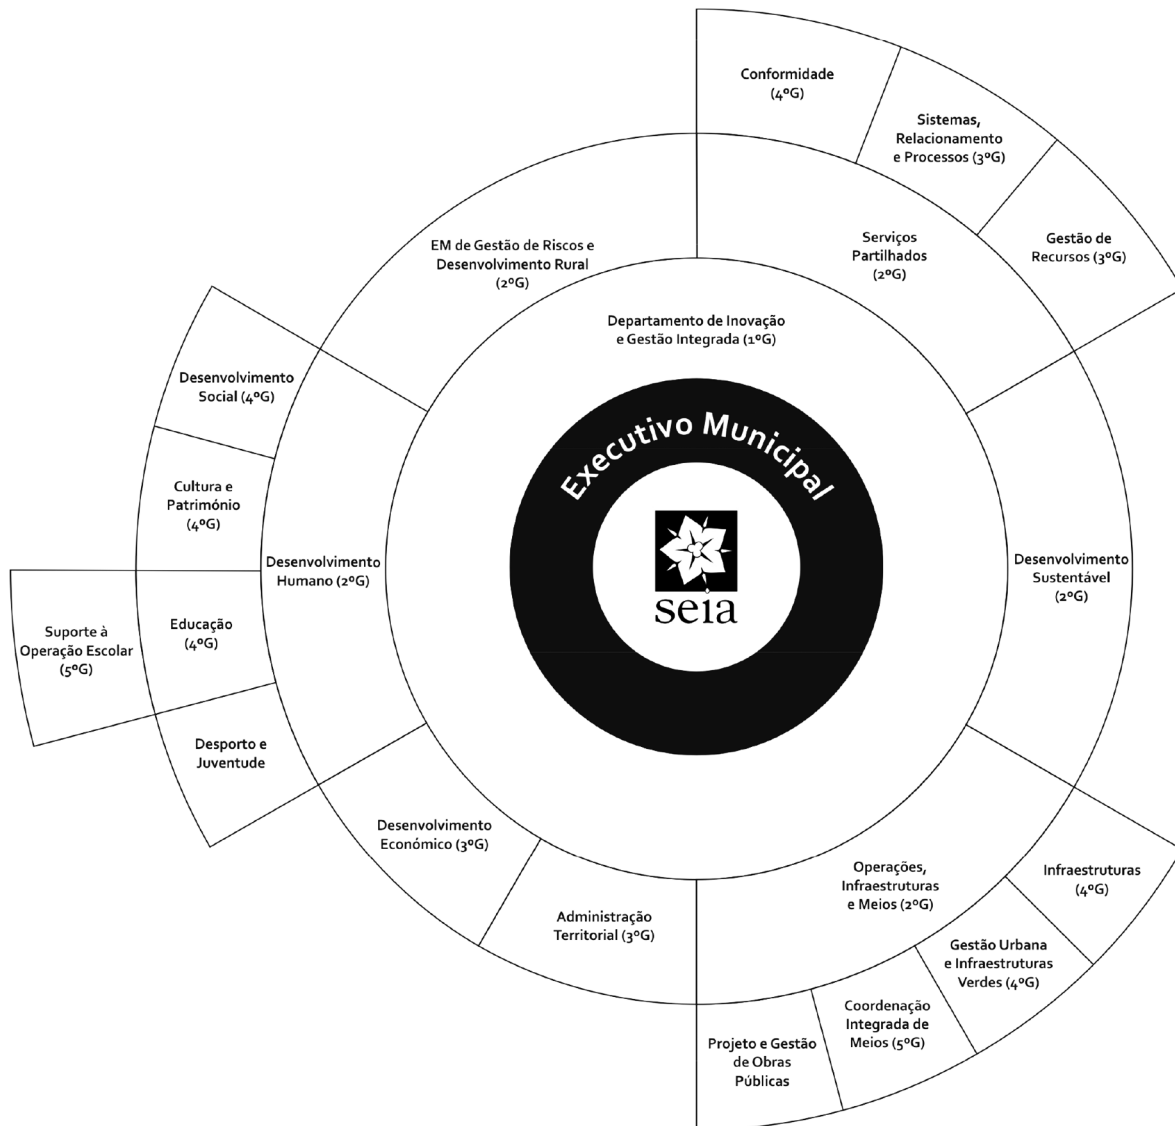 Conformidade
(4ºG)
Sistemas,
Relacionamento
e Processos (3ºG)
Gestão de
Recursos (3ºG)
EM de Gestão de Riscos e
Desenvolvimento Rural
(2ºG)
Serviços
Partilhados
(2ºG)
Departamento de Inovação
e Gestão Integrada (1ºG)
Desenvolvimento
Social (4ºG)
Executivo Municipal
Cultura e
Património
(4ºG)
seia
Desenvolvimento
Humano (2ºG)
Desenvolvimento
Sustentável
(2ºG)
Suporte à
Operação Escolar
(5ºG)
Educação
(4ºG)
Desporto e
Juventude
Desenvolvimento
Económico (3ºG)
Administração
Territorial (3ºG)
Operações,
Infraestruturas
e Meios (2ºG)
Infraestruturas
(4ºG)
Gestão Urbana
e Infraestruturas
Verdes (4ºG)
Coordenação
Integrada de
Meios (5ºG)
Projeto e Gestão
de Obras
Públicas